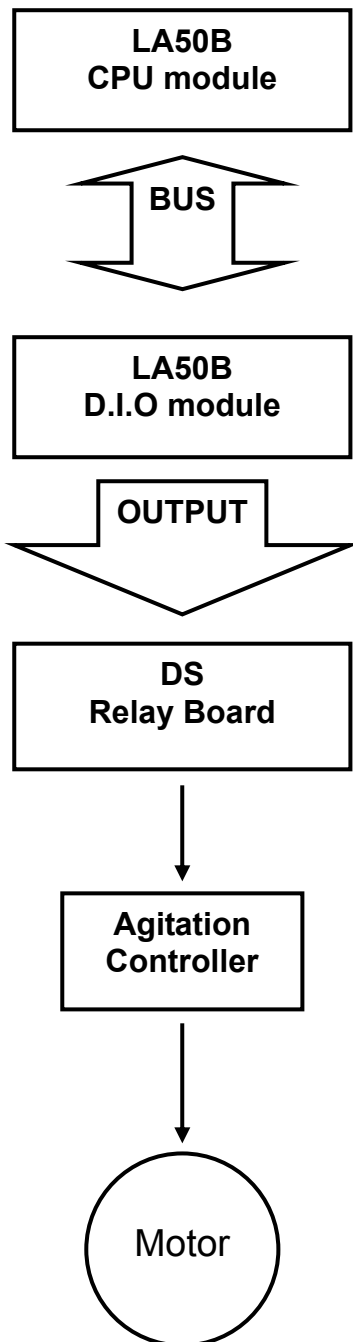 LA50B
CPU module
BUS
LA50B
D.I.O module
OUTPUT
DS
Relay Board
Agitation
Controller
Motor